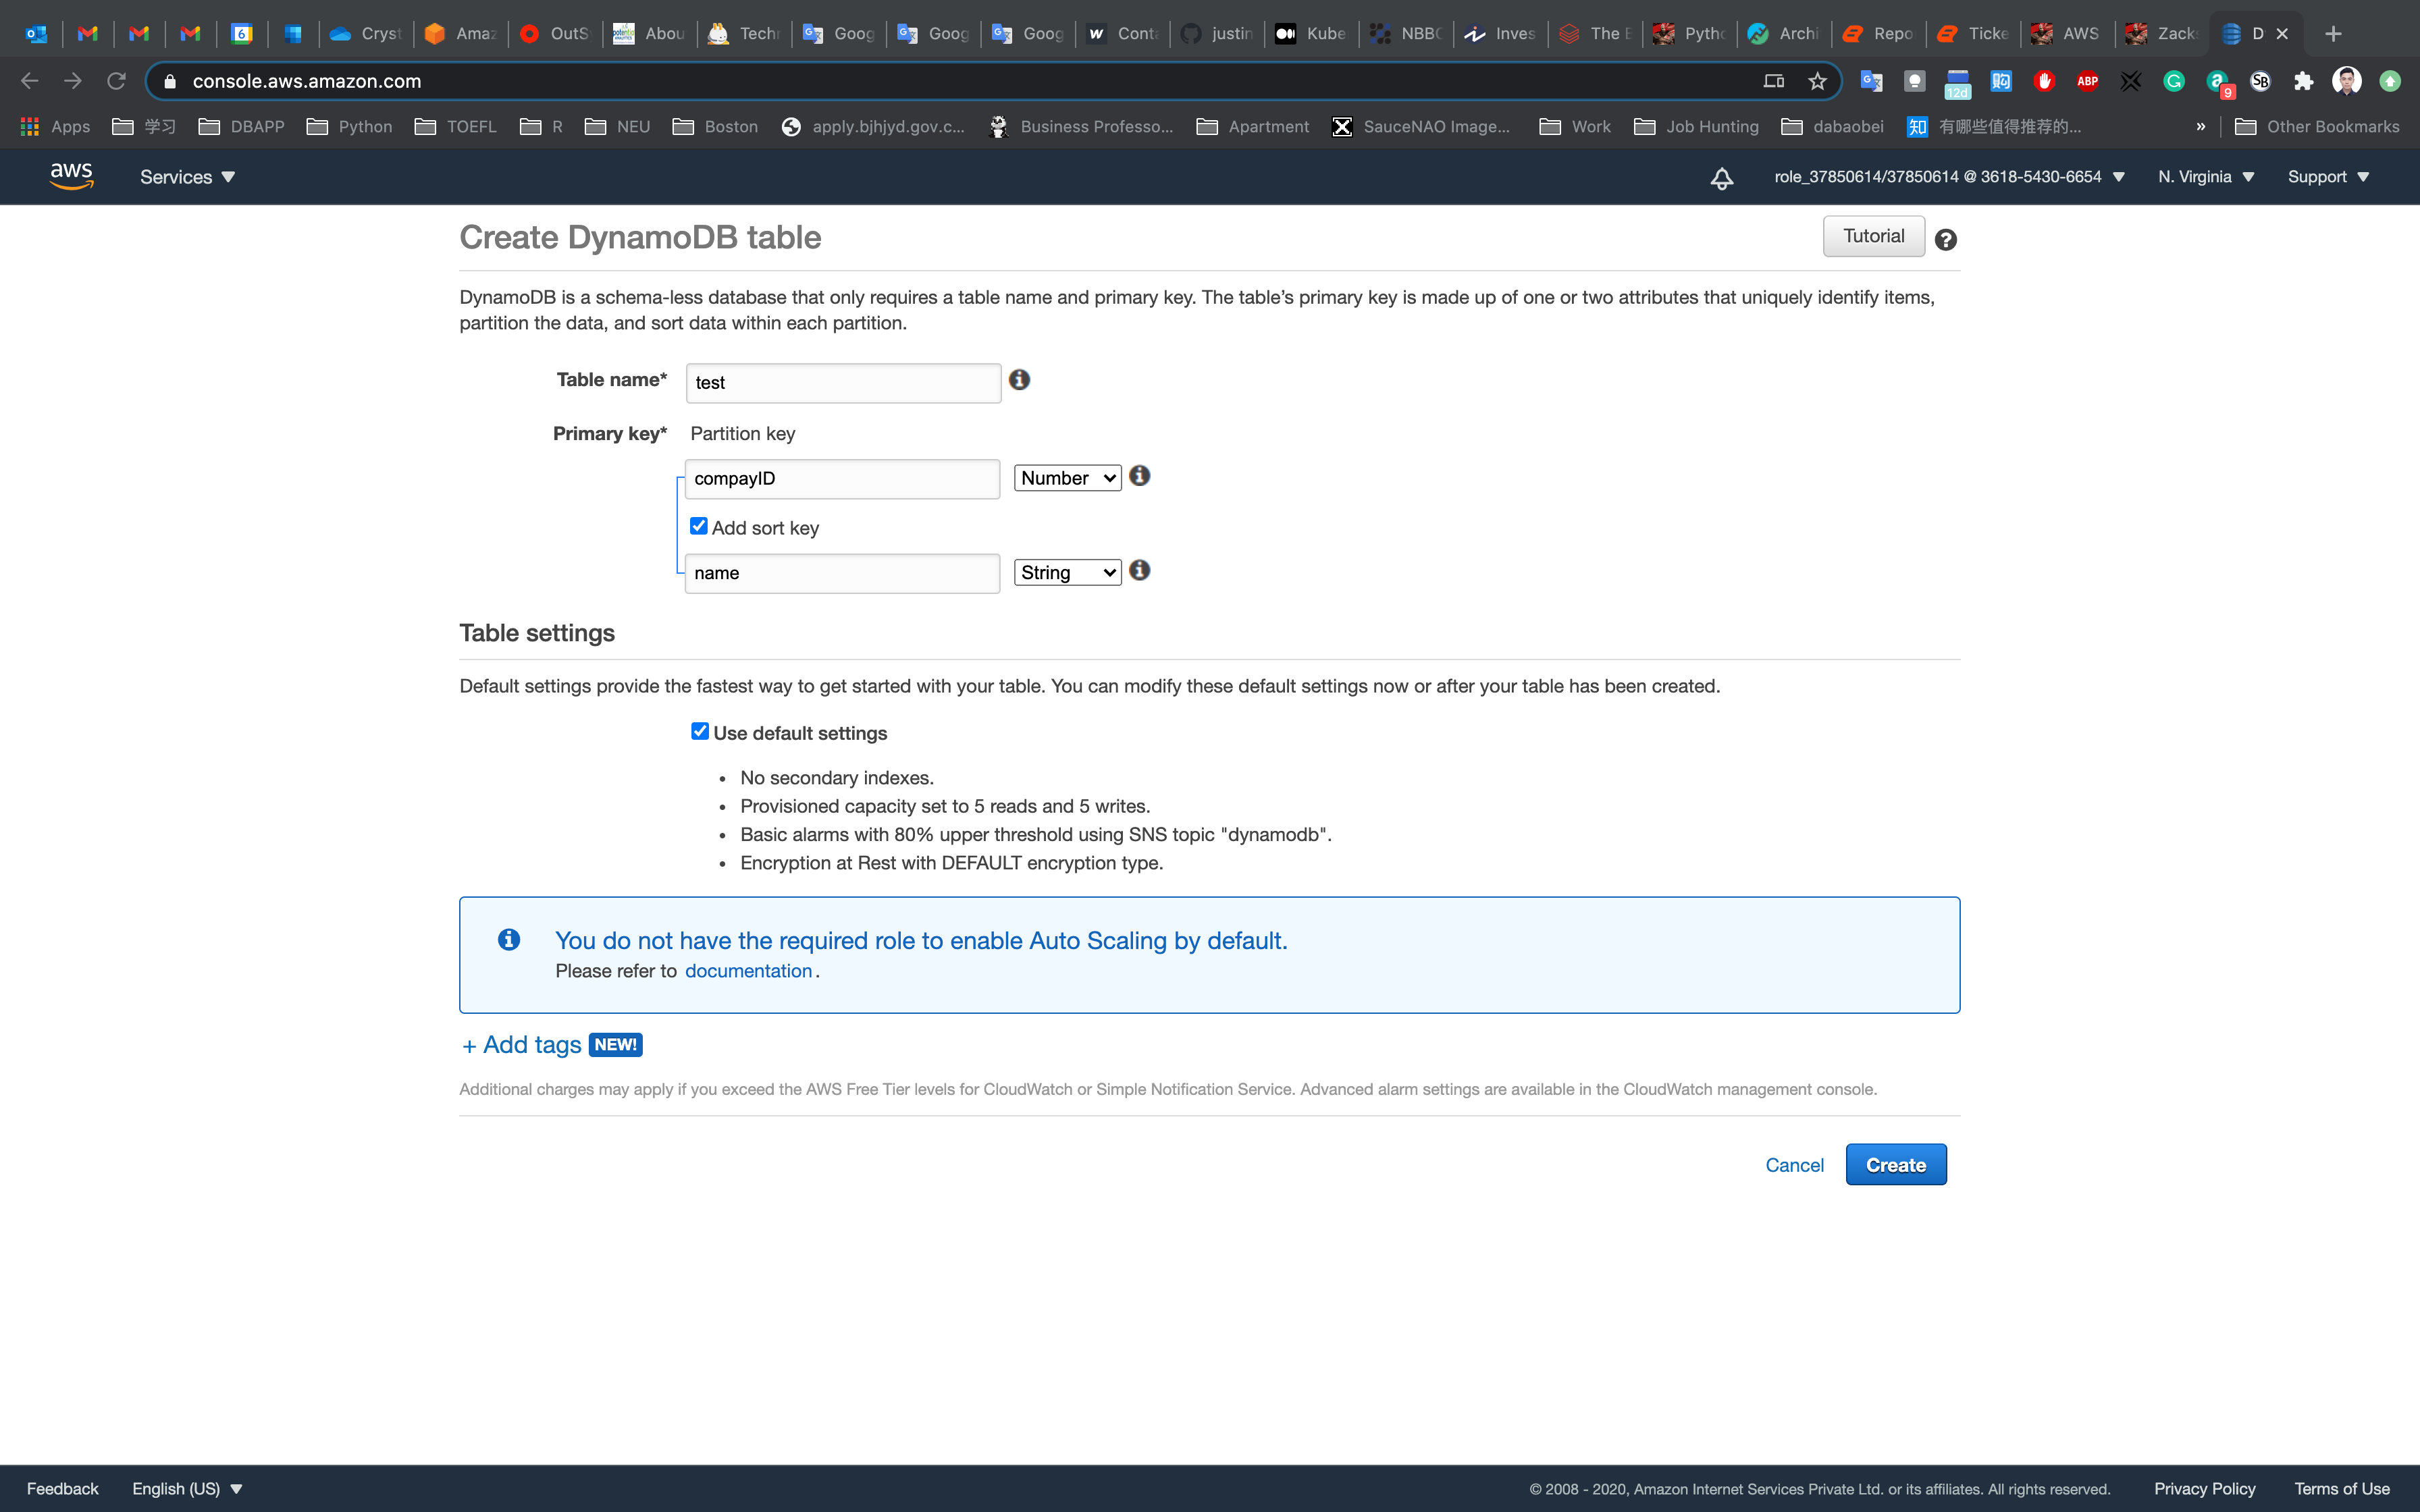 6 Cryst Amaz OutS Abou Techn Goog Goog Goog Conta justin Kube NBBC Inves The E Pytho Archi Repo Ticke AWS Zack D
console.aws.amazon.com 12d ABP 9 SB
Apps 学习 DBAPP Python TOEFL R NEU Boston apply.bjhjyd.gov.c... Business Professo... Apartment SauceNAO Image... Work Job Hunting dabaobei 知 有哪些值得推荐的... » Other Bookmarks
aws Services role_37850614/37850614 @ 3618-5430-6654 N. Virginia Support
Create DynamoDB table Tutorial
DynamoDB is a schema-less database that only requires a table name and primary key. The table's primary key is made up of one or two attributes that uniquely identify items,
partition the data, and sort data within each partition.
Table name* test
Primary key* Partition key
compayID Number
Add sort key
name String
Table settings
Default settings provide the fastest way to get started with your table. You can modify these default settings now or after your table has been created.
Use default settings
• No secondary indexes.
• Provisioned capacity set to 5 reads and 5 writes.
• Basic alarms with 80% upper threshold using SNS topic "dynamodb".
• Encryption at Rest with DEFAULT encryption type.
You do not have the required role to enable Auto Scaling by default.
Please refer to documentation.
+ Add tags NEW!
Additional charges may apply if you exceed the AWS Free Tier levels for CloudWatch or Simple Notification Service. Advanced alarm settings are available in the CloudWatch management console.
Cancel Create
Feedback English (US) © 2008 - 2020, Amazon Internet Services Private Ltd. or its affiliates. All rights reserved. Privacy Policy Terms of Use